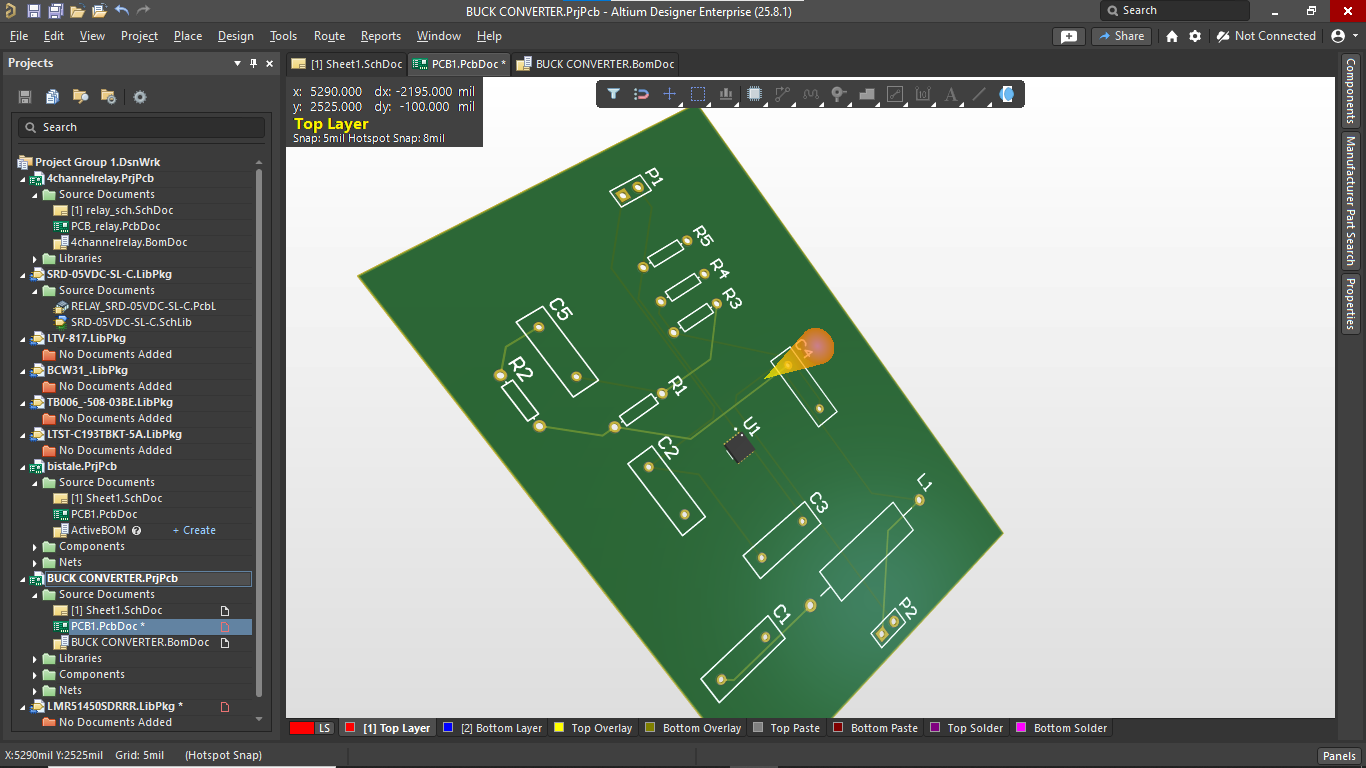 BUCK CONVERTER.PrjPcb - Altium Designer Enterprise (25.8.1)
Search
File Edit View Project Place Design Tools Route Reports Window Help
Share
Not Connected
Projects
[1] Sheet1.SchDoc
PCB1.PcbDoc *
BUCK CONVERTER.BomDoc
x: 5290.000 dx: -2195.000 mil
y: 2525.000 dy: -100.000 mil
Top Layer
Snap: 5mil Hotspot Snap: 8mil
Search
Project Group 1.DsnWrk
4channelrelay.PrjPcb
Source Documents
[1] relay_sch.SchDoc
PCB_relay.PcbDoc
4channelrelay.BomDoc
Libraries
SRD-05VDC-SL-C.LibPkg
Source Documents
RELAY_SRD-05VDC-SL-C.PcbL
SRD-05VDC-SL-C.SchLib
LTV-817.LibPkg
No Documents Added
BCW31_.LibPkg
No Documents Added
TB006_-508-03BE.LibPkg
No Documents Added
LTST-C193TBKT-5A.LibPkg
No Documents Added
bistale.PrjPcb
Source Documents
[1] Sheet1.SchDoc
PCB1.PcbDoc
ActiveBOM + Create
Components
Nets
BUCK CONVERTER.PrjPcb
Source Documents
[1] Sheet1.SchDoc
PCB1.PcbDoc *
BUCK CONVERTER.BomDoc
Libraries
Components
Nets
LMR51450SDRRR.LibPkg *
No Documents Added
P1
R5
R4
R3
C5
C4
R2
R1
U1
C2
L1
C3
P2
C1
Components
Manufacturer Part Search
Properties
LS [1] Top Layer [2] Bottom Layer Top Overlay Bottom Overlay Top Paste Bottom Paste Top Solder Bottom Solder
X:5290mil Y:2525mil Grid: 5mil (Hotspot Snap)
Panels